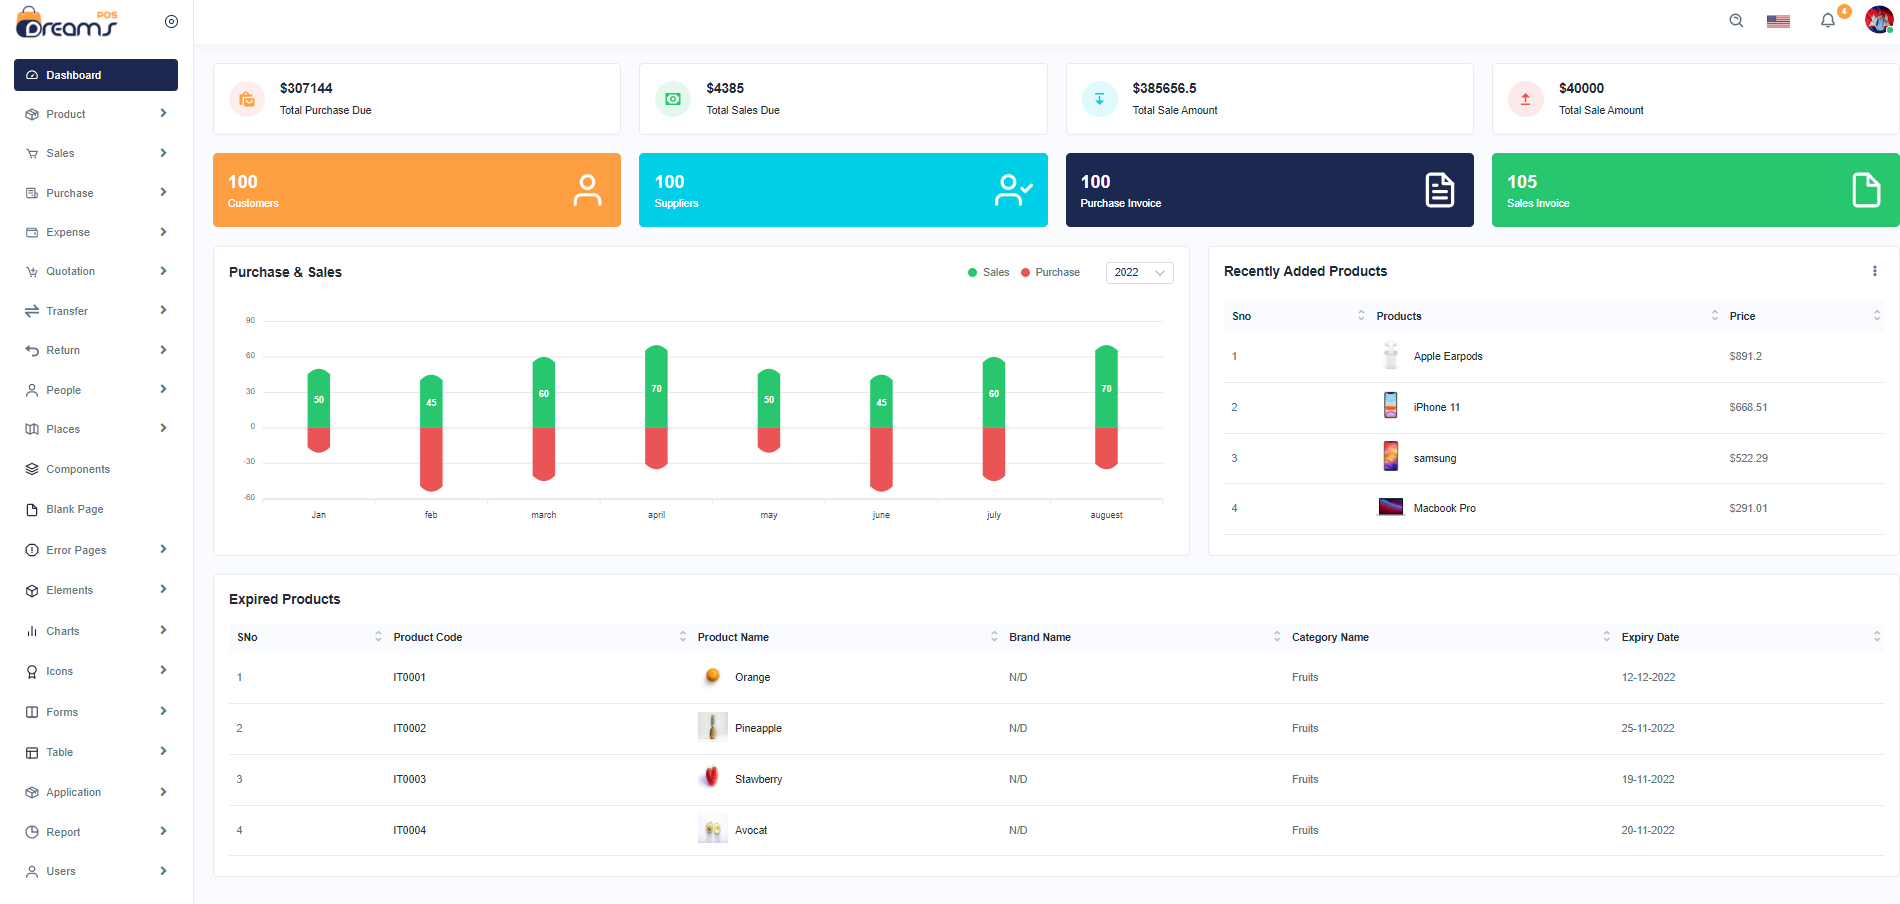 Dreams POS
4
Dashboard
Product
Sales
Purchase
Expense
Quotation
Transfer
Return
People
Places
Components
Blank Page
Error Pages
Elements
Charts
Icons
Forms
Table
Application
Report
Users
$307144
Total Purchase Due
$4385
Total Sales Due
$385656.5
Total Sale Amount
$40000
Total Sale Amount
100
Customers
100
Suppliers
100
Purchase Invoice
105
Sales Invoice
Purchase & Sales
Sales Purchase 2022
90
60
30
0
-30
-60
50 45 60 70 50 45 60 70
Jan feb march april may june july auguest
Recently Added Products
Sno Products Price
1 Apple Earpods $891.2
2 iPhone 11 $668.51
3 samsung $522.29
4 Macbook Pro $291.01
Expired Products
SNo Product Code Product Name Brand Name Category Name Expiry Date
1 IT0001 Orange N/D Fruits 12-12-2022
2 IT0002 Pineapple N/D Fruits 25-11-2022
3 IT0003 Stawberry N/D Fruits 19-11-2022
4 IT0004 Avocat N/D Fruits 20-11-2022